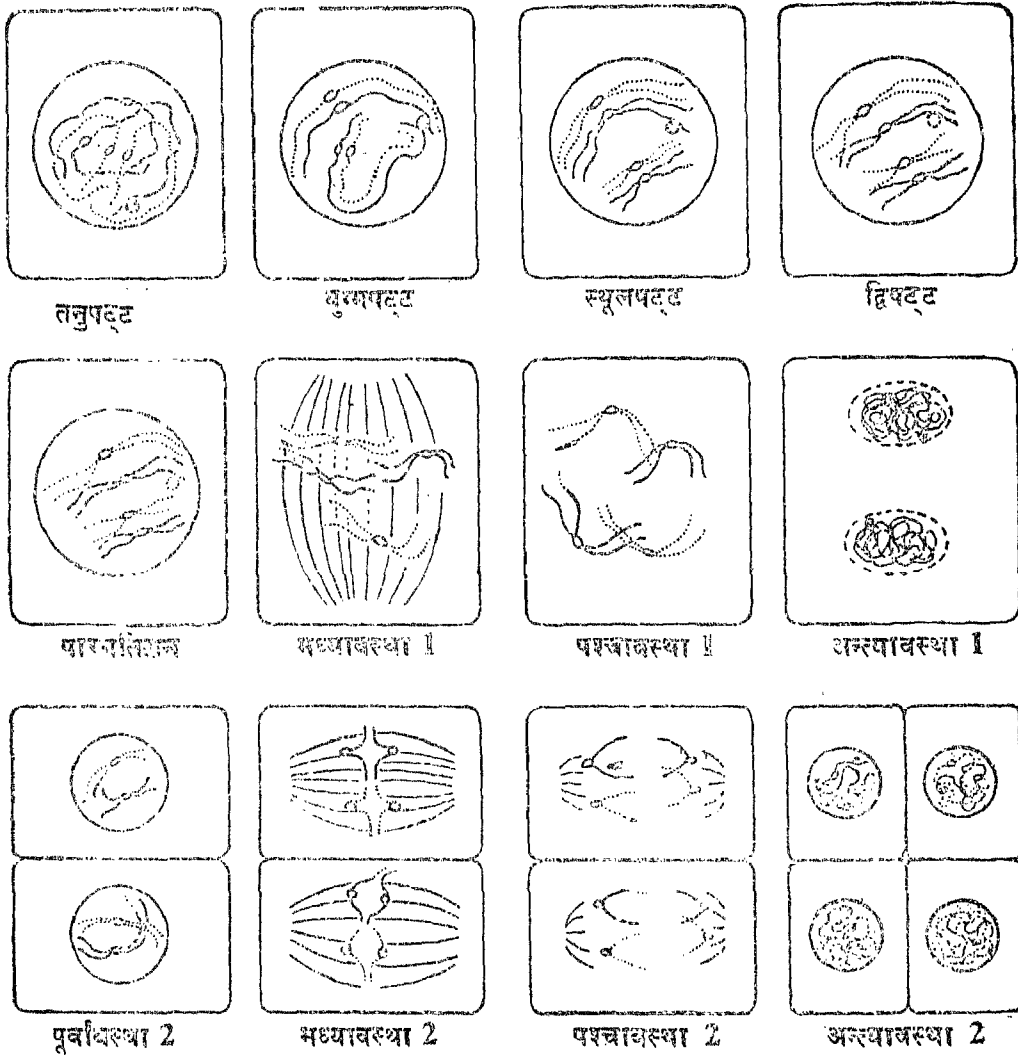 तनुपट्ट युग्मपट्ट स्थूलपट्ट द्विपट्ट
मध्यावस्था 1 पश्चावस्था 1 अन्त्यावस्था 1
पूर्वावस्था 2 मध्यावस्था 2 पश्चावस्था 2 अन्त्यावस्था 2